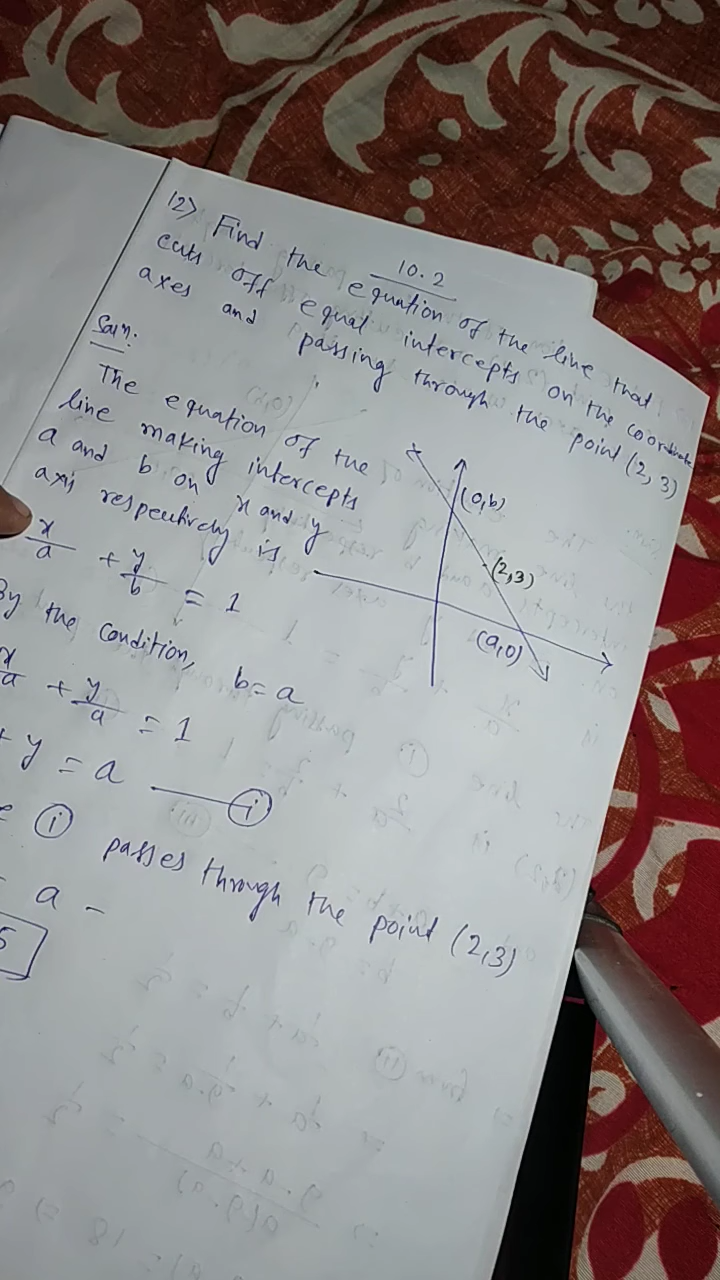 10.2
12) Find the equation of the line that
cuts off equal intercepts on the coordinate
axes and passing through the point (2, 3)
Soln:
The equation of the
line making intercepts
a and b on x and y
axis respectively is
x/a + y/b = 1
(0,b)
(2,3)
(a,0)
By the condition, b = a
x/a + y/a = 1
+ y = a — (i)
(i) passes through the point (2,3)
= a -
5